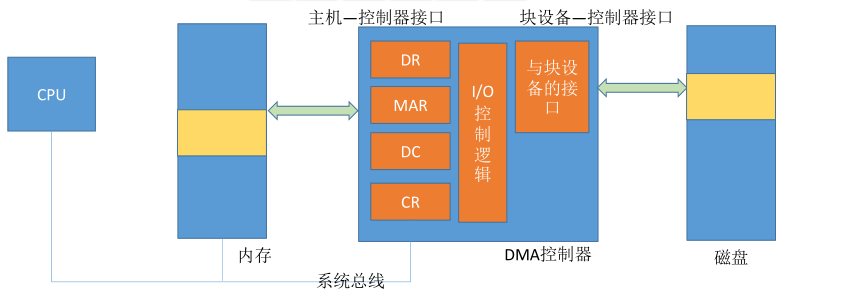 主机—控制器接口
块设备—控制器接口
CPU
DR
MAR
DC
CR
I/O
控
制
逻
辑
与块设
备的接
口
内存
DMA控制器
磁盘
系统总线